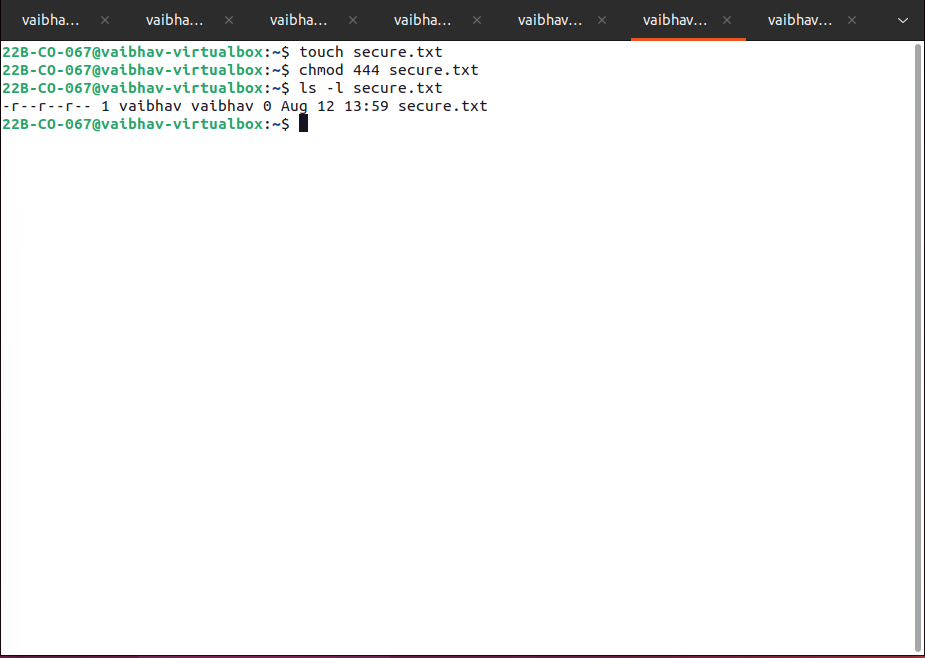 vaibha... vaibha... vaibha... vaibha... vaibhav... vaibhav... vaibhav...
22B-CO-067@vaibhav-virtualbox:~$ touch secure.txt
22B-CO-067@vaibhav-virtualbox:~$ chmod 444 secure.txt
22B-CO-067@vaibhav-virtualbox:~$ ls -l secure.txt
-r--r--r-- 1 vaibhav vaibhav 0 Aug 12 13:59 secure.txt
22B-CO-067@vaibhav-virtualbox:~$